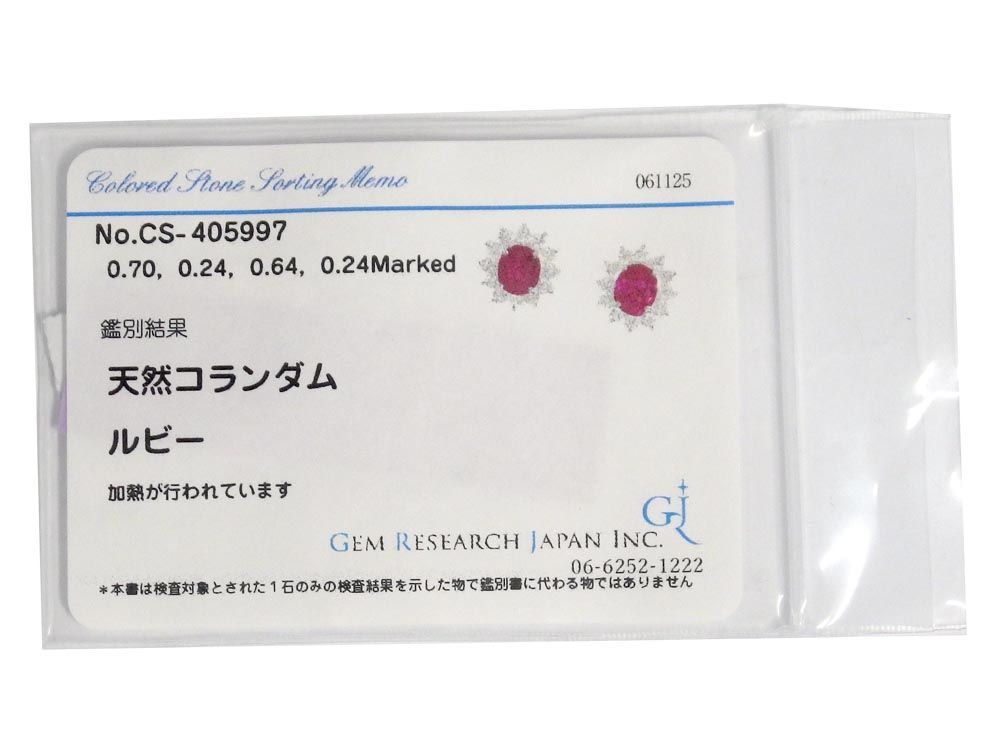 Colored Stone Sorting Memo 061125
No.CS-405997
0.70, 0.24, 0.64, 0.24Marked
鑑別結果
天然コランダム
ルビー
加熱が行われています
GJ
GEM RESEARCH JAPAN INC.
06-6252-1222
*本書は検査対象とされた1石のみの検査結果を示した物で鑑別書に代わる物ではありません